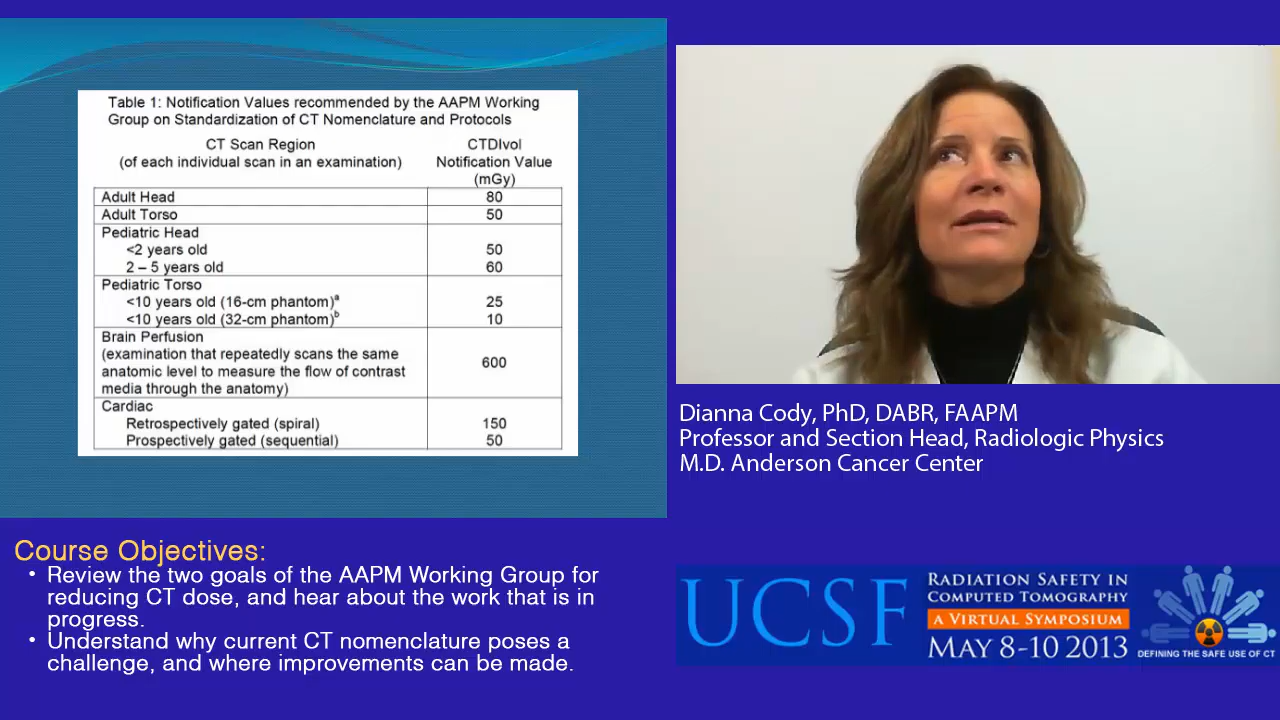 Table 1: Notification Values recommended by the AAPM Working
Group on Standardization of CT Nomenclature and Protocols
CT Scan Region
(of each individual scan in an examination)
CTDIvol
Notification Value
(mGy)
Adult Head 80
Adult Torso 50
Pediatric Head
<2 years old 50
2 – 5 years old 60
Pediatric Torso
<10 years old (16-cm phantom)a 25
<10 years old (32-cm phantom)b 10
Brain Perfusion
(examination that repeatedly scans the same
anatomic level to measure the flow of contrast
media through the anatomy)
600
Cardiac
Retrospectively gated (spiral) 150
Prospectively gated (sequential) 50
Dianna Cody, PhD, DABR, FAAPM
Professor and Section Head, Radiologic Physics
M.D. Anderson Cancer Center
Course Objectives:
• Review the two goals of the AAPM Working Group for
reducing CT dose, and hear about the work that is in
progress.
• Understand why current CT nomenclature poses a
challenge, and where improvements can be made.
UCSF
RADIATION SAFETY IN
COMPUTED TOMOGRAPHY
A VIRTUAL SYMPOSIUM
MAY 8-10 2013
DEFINING THE SAFE USE OF CT